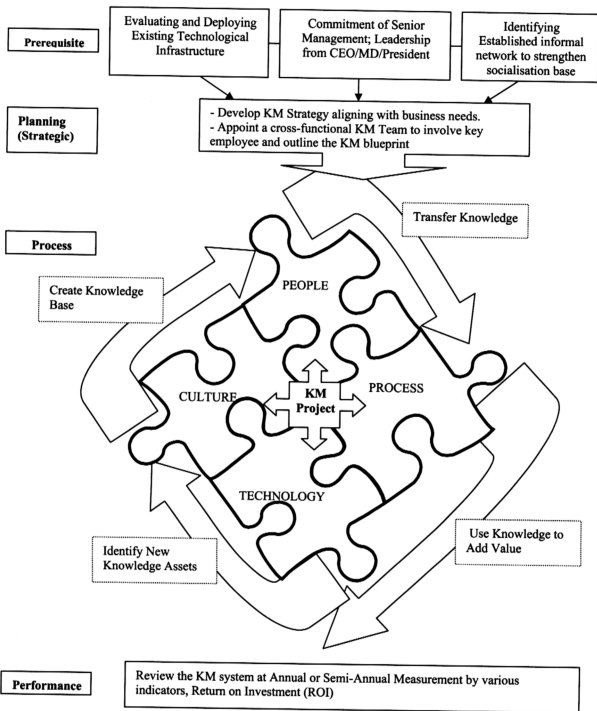 Prerequisite
Evaluating and Deploying
Existing Technological
Infrastructure
Commitment of Senior
Management; Leadership
from CEO/MD/President
Identifying
Established informal
network to strengthen
socialisation base
Planning
(Strategic)
- Develop KM Strategy aligning with business needs.
- Appoint a cross-functional KM Team to involve key
employee and outline the KM blueprint
Transfer Knowledge
Process
Create Knowledge
Base
PEOPLE
CULTURE
KM
Project
PROCESS
TECHNOLOGY
Identify New
Knowledge Assets
Use Knowledge to
Add Value
Performance
Review the KM system at Annual or Semi-Annual Measurement by various
indicators, Return on Investment (ROI)